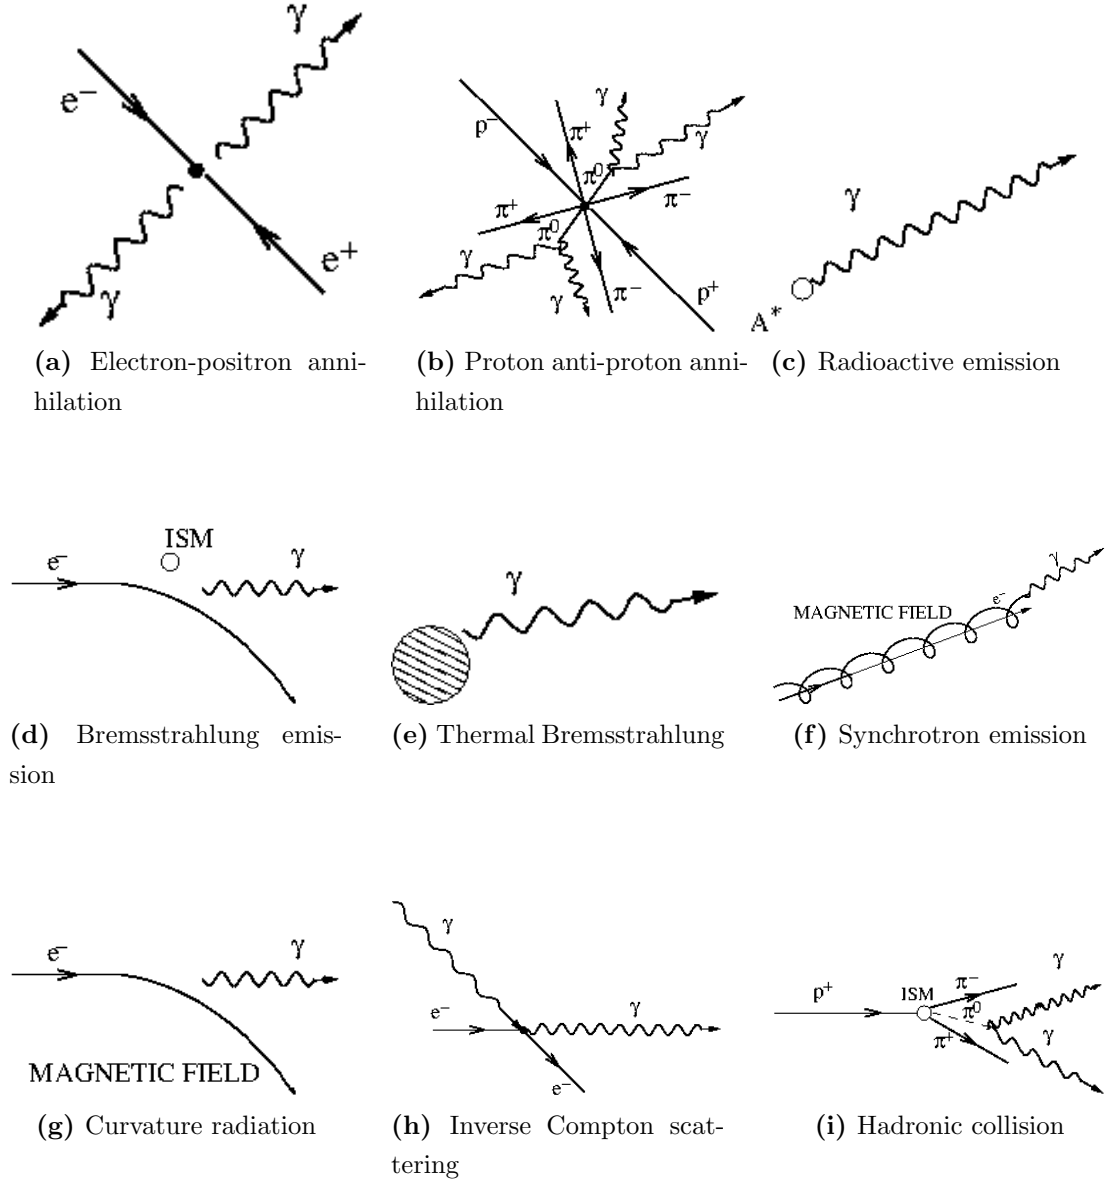 γ
e⁻
e⁺
γ
γ
p⁻
π⁺
γ
π⁰
π⁺
π⁻
π⁰
γ
γ
π⁻
p⁺
γ
A*
(a) Electron-positron anni-
hilation
(b) Proton anti-proton anni-
hilation
(c) Radioactive emission
ISM
e⁻
γ
γ
γ
e⁻
MAGNETIC FIELD
(d) Bremsstrahlung emis-
sion
(e) Thermal Bremsstrahlung
(f) Synchrotron emission
e⁻
γ
MAGNETIC FIELD
γ
e⁻
γ
e⁻
γ
p⁺
ISM
π⁻
π⁰
π⁺
γ
(g) Curvature radiation
(h) Inverse Compton scat-
tering
(i) Hadronic collision